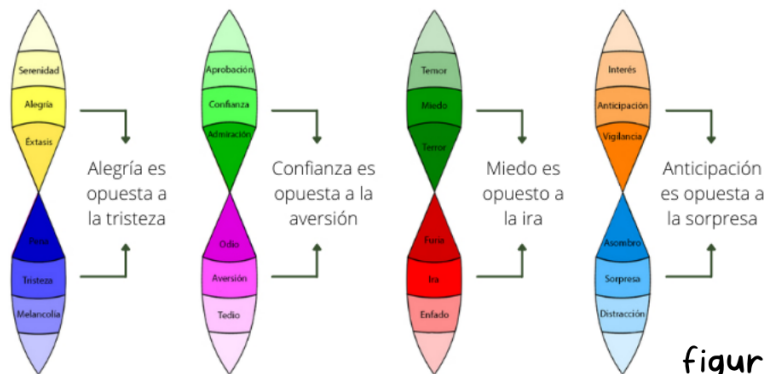 Serenidad
Alegría
Éxtasis
Tristeza
Melancolía
Alegría es
opuesta a
la tristeza
Aprobación
Confianza
Admiración
Odio
Aversión
Tedio
Confianza es
opuesta a la
aversión
Temor
Miedo
Terror
Furia
Ira
Enfado
Miedo es
opuesto a
la ira
Interés
Anticipación
Vigilancia
Asombro
Sorpresa
Distracción
Anticipación
es opuesta a
la sorpresa
figur